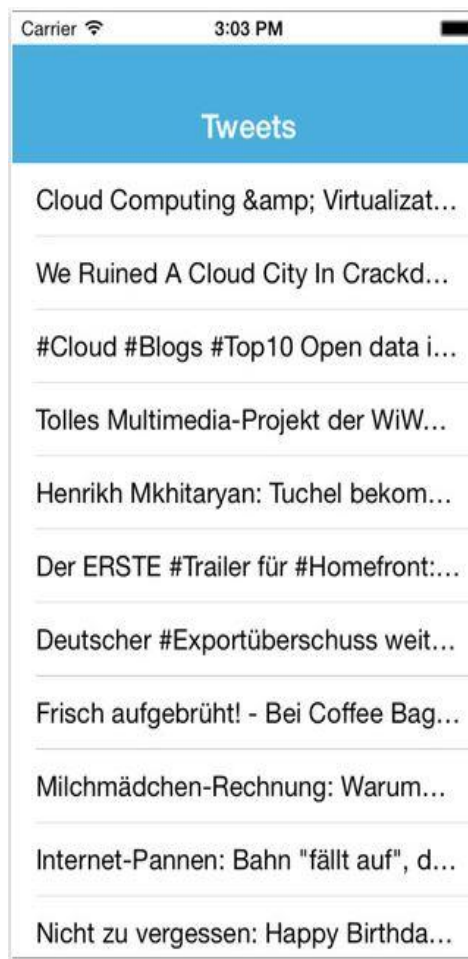 Carrier 3:03 PM
Tweets
Cloud Computing &amp; Virtualizat...
We Ruined A Cloud City In Crackd...
#Cloud #Blogs #Top10 Open data i...
Tolles Multimedia-Projekt der WiW...
Henrikh Mkhitaryan: Tuchel bekom...
Der ERSTE #Trailer für #Homefront:...
Deutscher #Exportüberschuss weit...
Frisch aufgebrüht! - Bei Coffee Bag...
Milchmädchen-Rechnung: Warum...
Internet-Pannen: Bahn "fällt auf", d...
Nicht zu vergessen: Happy Birthda...